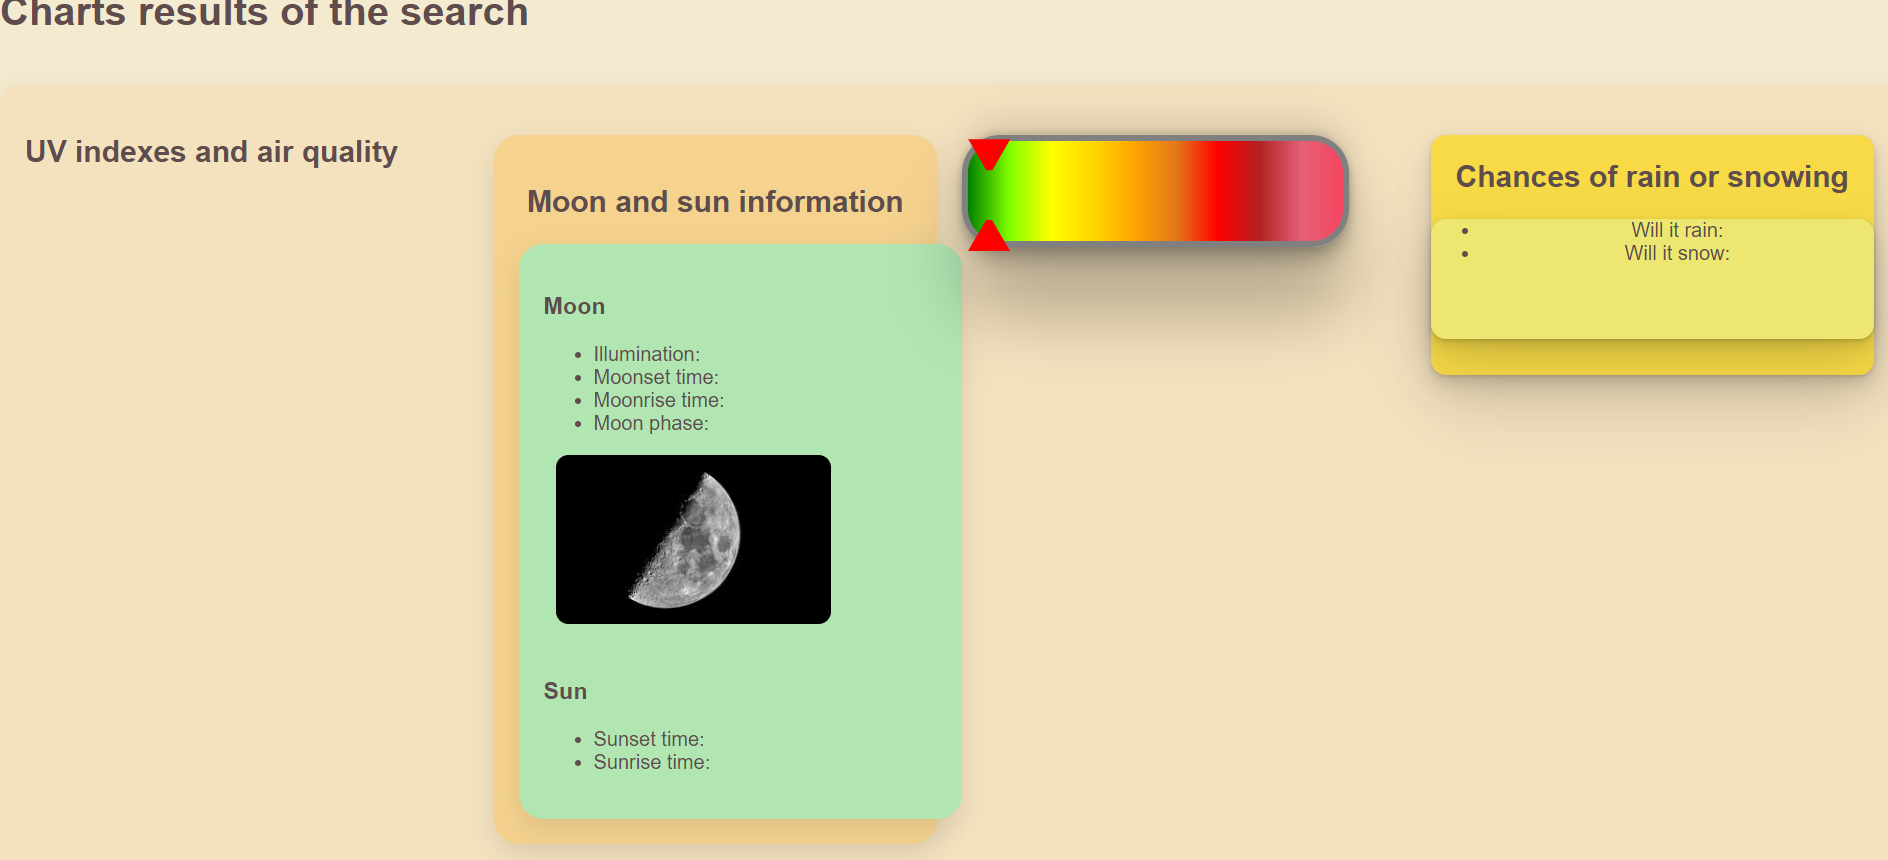 Charts results of the search
UV indexes and air quality
Moon and sun information
Moon
Illumination:
Moonset time:
Moonrise time:
Moon phase:
Sun
Sunset time:
Sunrise time:
Chances of rain or snowing
Will it rain:
Will it snow: